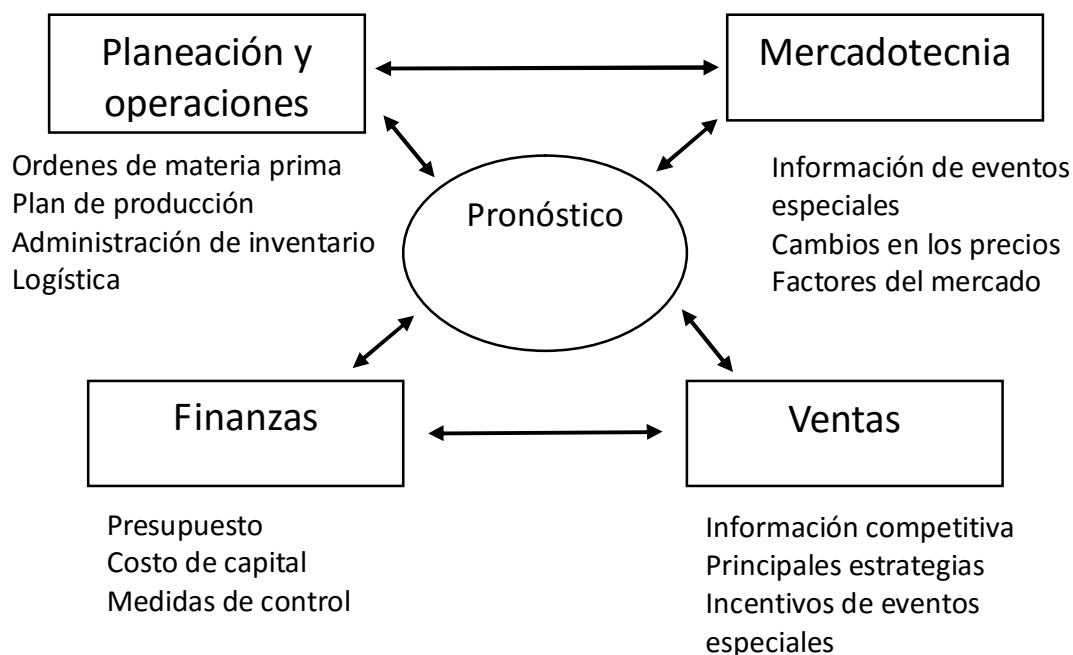 Planeación y
operaciones
Mercadotecnia
Ordenes de materia prima
Plan de producción
Administración de inventario
Logística
Pronóstico
Información de eventos
especiales
Cambios en los precios
Factores del mercado
Finanzas
Ventas
Presupuesto
Costo de capital
Medidas de control
Información competitiva
Principales estrategias
Incentivos de eventos
especiales